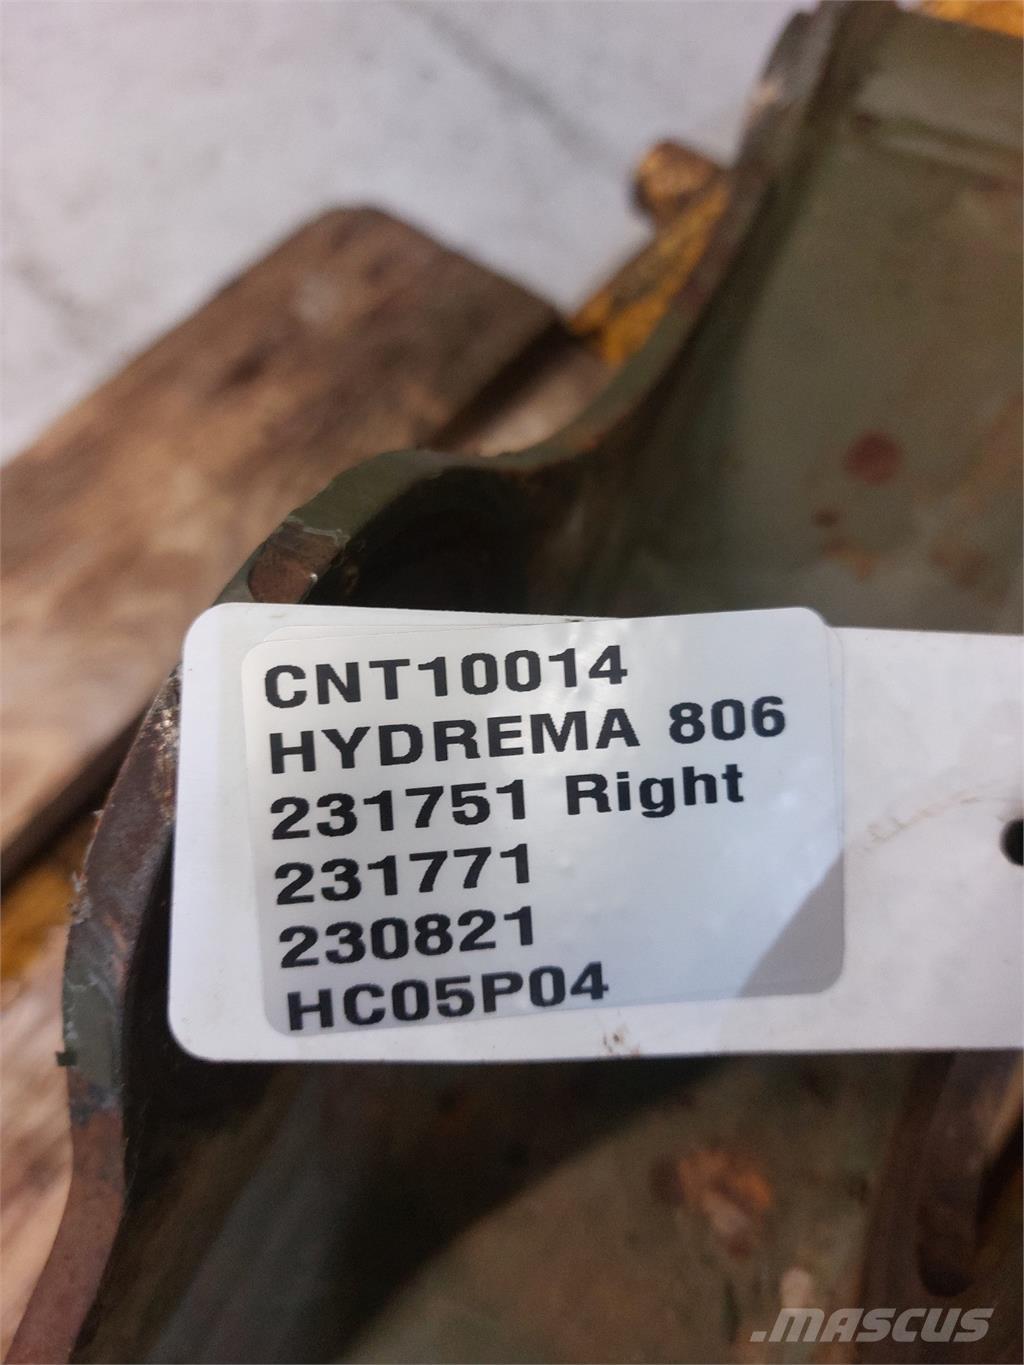 CNT10014
HYDREMA 806
231751 Right
231771
230821
HC05P04
MASCUS